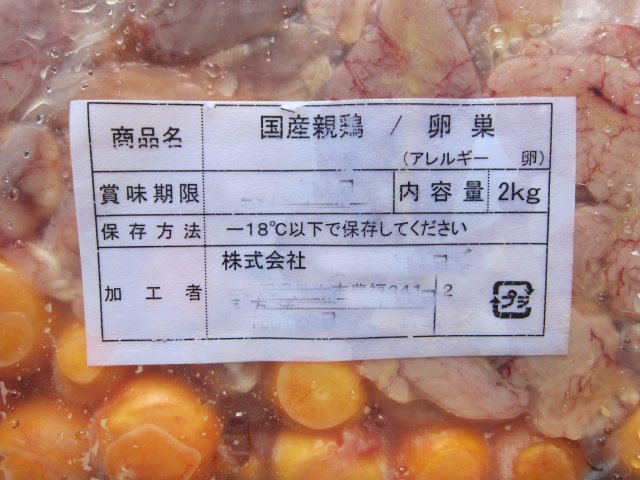 商品名 国産親鶏 / 卵巣
(アレルギー 卵)
賞味期限 内容量 2kg
保存方法 −18℃以下で保存してください
加工者 株式会社
プラ